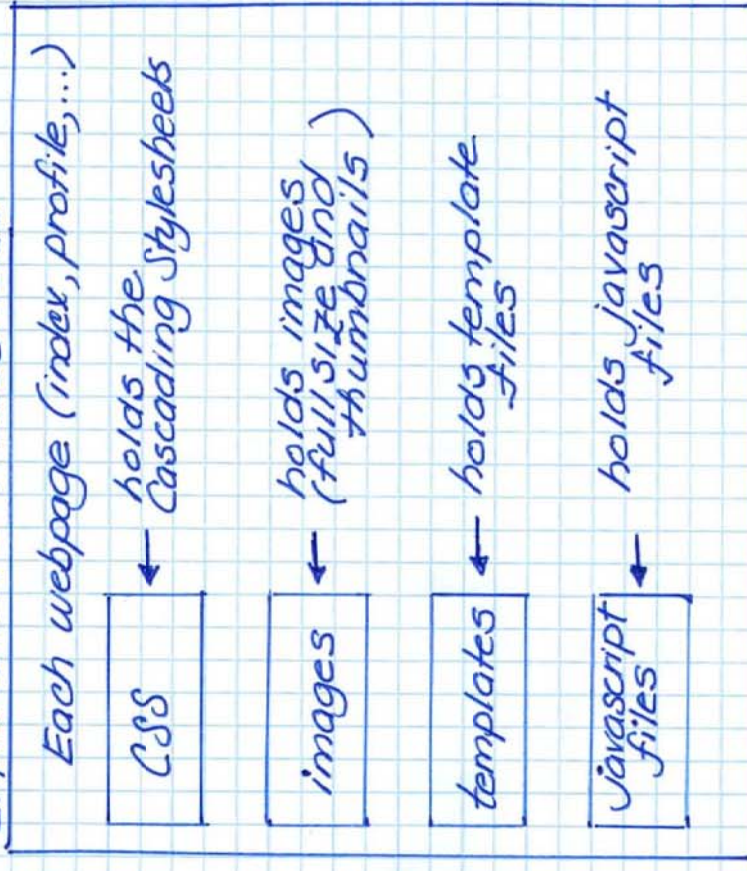 Each webpage (index, profile,...)
CSS
holds the
Cascading Stylesheets
images
holds images
(full size and
thumbnails)
templates
holds template
files
javascript
files
holds javascript
files